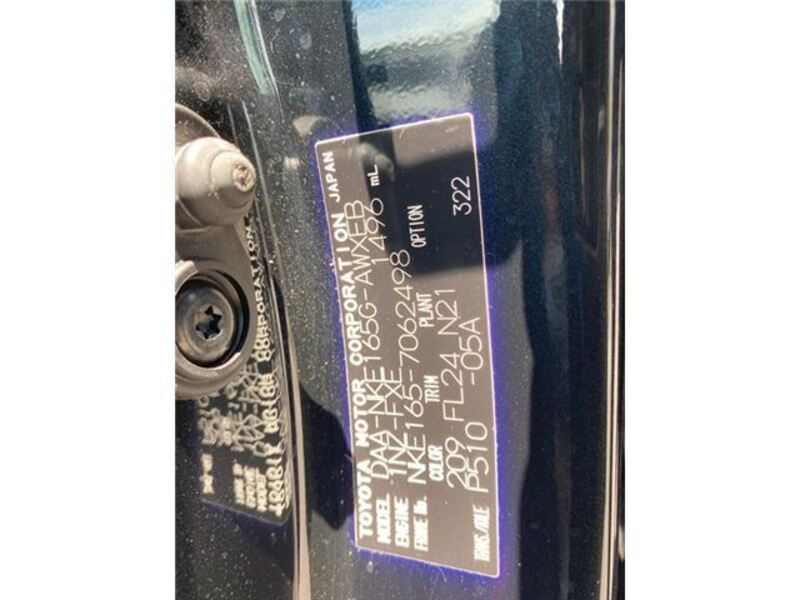 TOYOTA MOTOR CORPORATION JAPAN
MODEL DAA-NKE165G-AWXEB
ENGINE 1NZ-FXE 1496 mL
FRAME No. NKE165-7062498
COLOR TRIM PLANT OPTION
209 FL24 N21 322
TRANS/AXLE P510 -05A